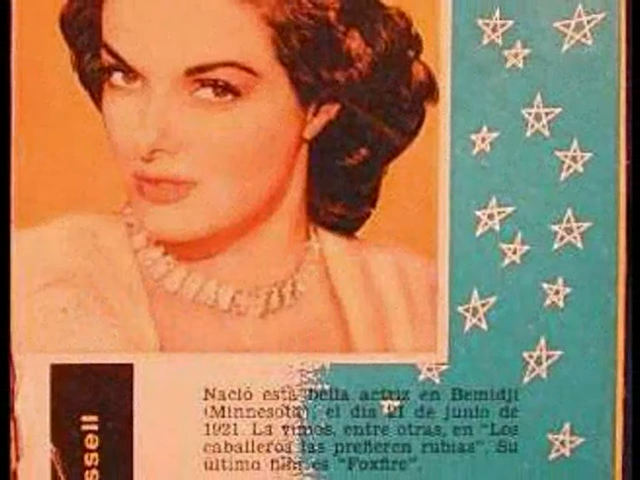 ssell
Nació esta bella actriz en Bemidji
(Minnesota), el día 21 de junio de
1921. La vimos, entre otras, en "Los
caballeros las prefieren rubias". Su
último film es "Foxfire".